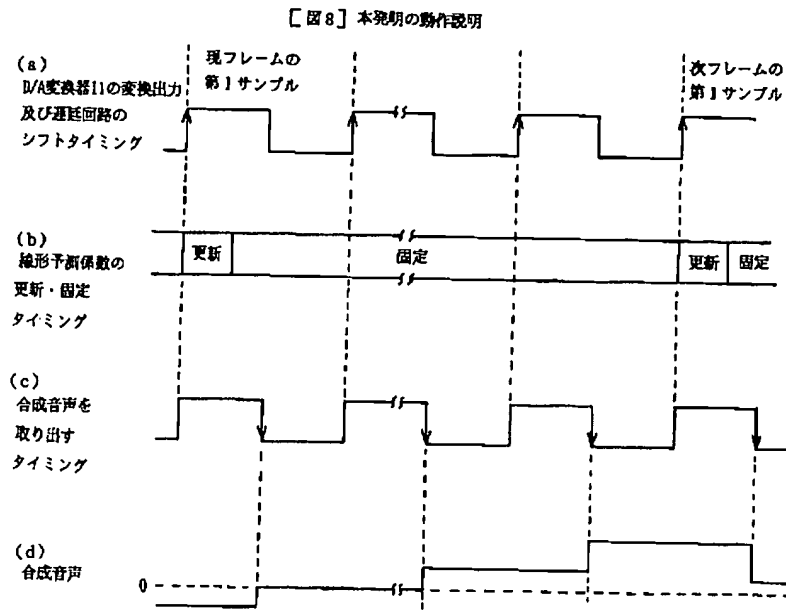 ［図8］本発明の動作説明
(a)
D/A変換器11の変換出力
及び遅延回路の
シフトタイミング
現フレームの
第1サンプル
次フレームの
第1サンプル
(b)
線形予測係数の
更新・固定
タイミング
更新
固定
更新
固定
(c)
合成音声を
取り出す
タイミング
(d)
合成音声
0